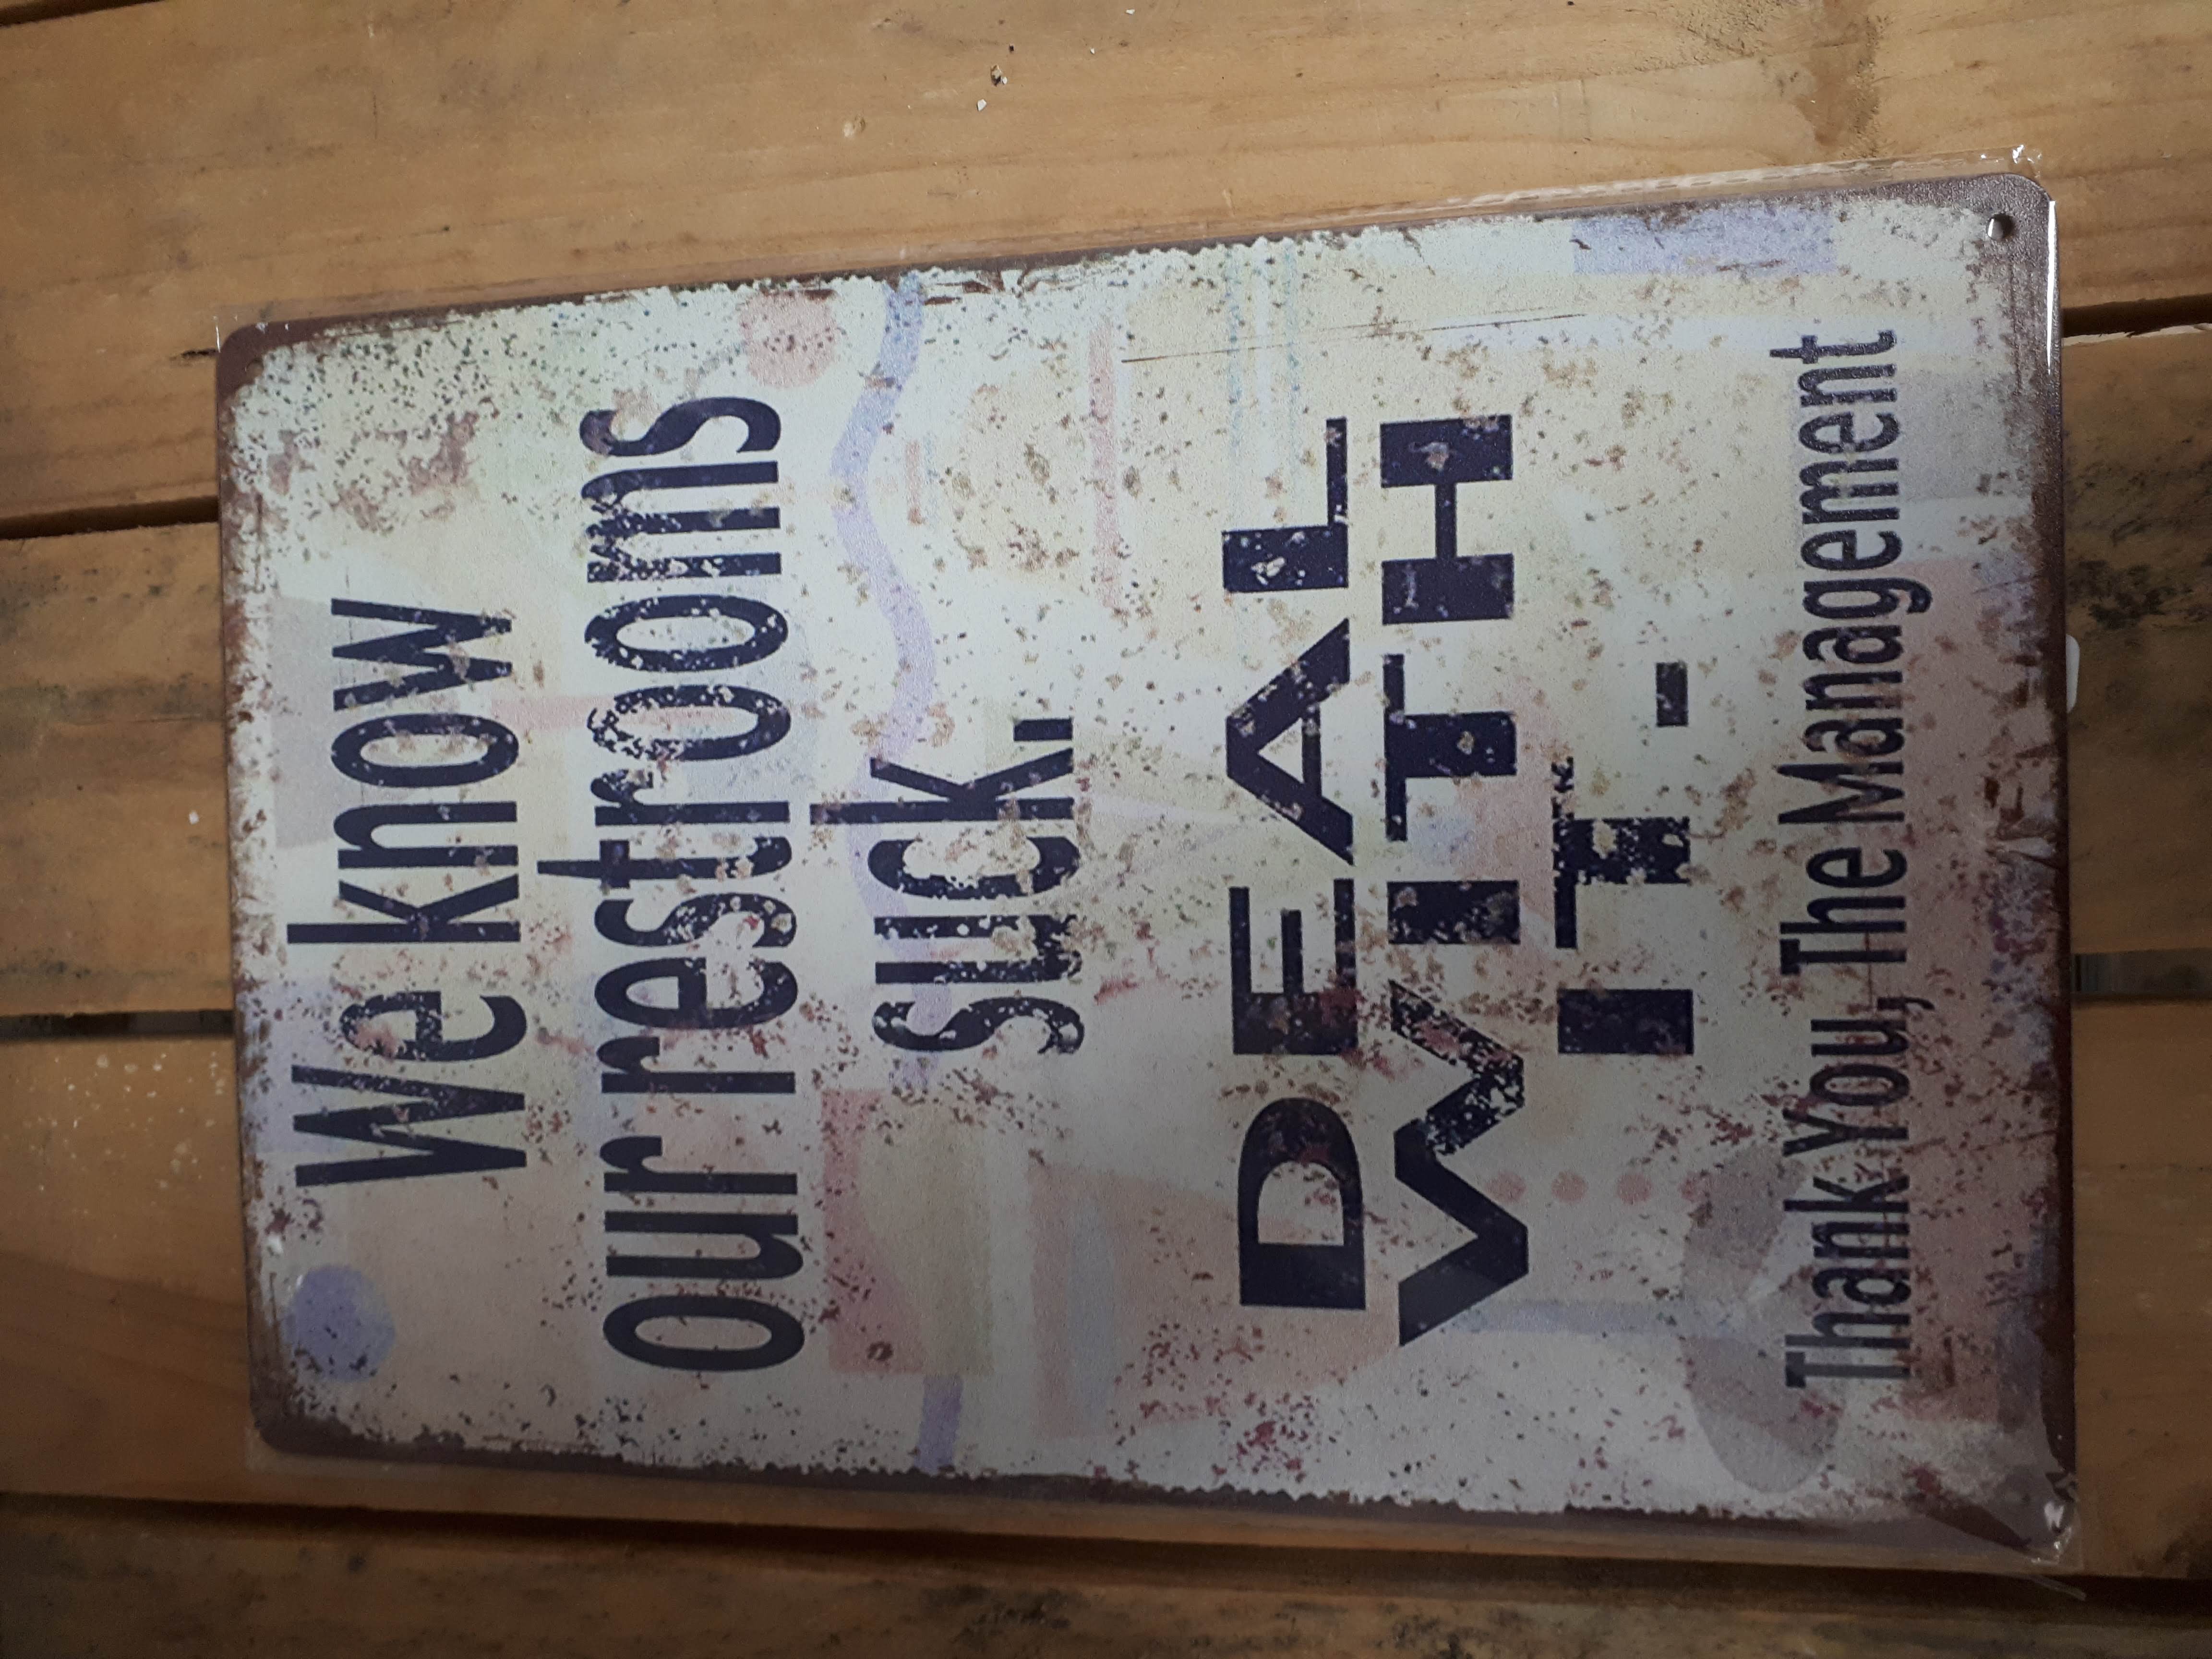 We know
our restrooms
suck.
DEAL
WITH
IT -
Thank You, The Management